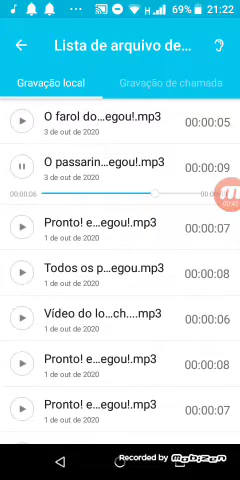 69% 21:22
Lista de arquivo de...
Gravação local
Gravação de chamada
O farol do...egou!.mp3
00:00:05
3 de out de 2020
O passarin...egou!.mp3
00:00:09
3 de out de 2020
00:00:06
00:00
00:42
Pronto! e...egou!.mp3
00:00:07
1 de out de 2020
Todos os p...egou.mp3
00:00:08
1 de out de 2020
Vídeo do lo...ch....mp3
00:00:06
1 de out de 2020
Pronto! e...egou!.mp3
00:00:08
1 de out de 2020
Pronto! e...egou!.mp3
00:00:07
1 de out de 2020
Recorded by Mobizen